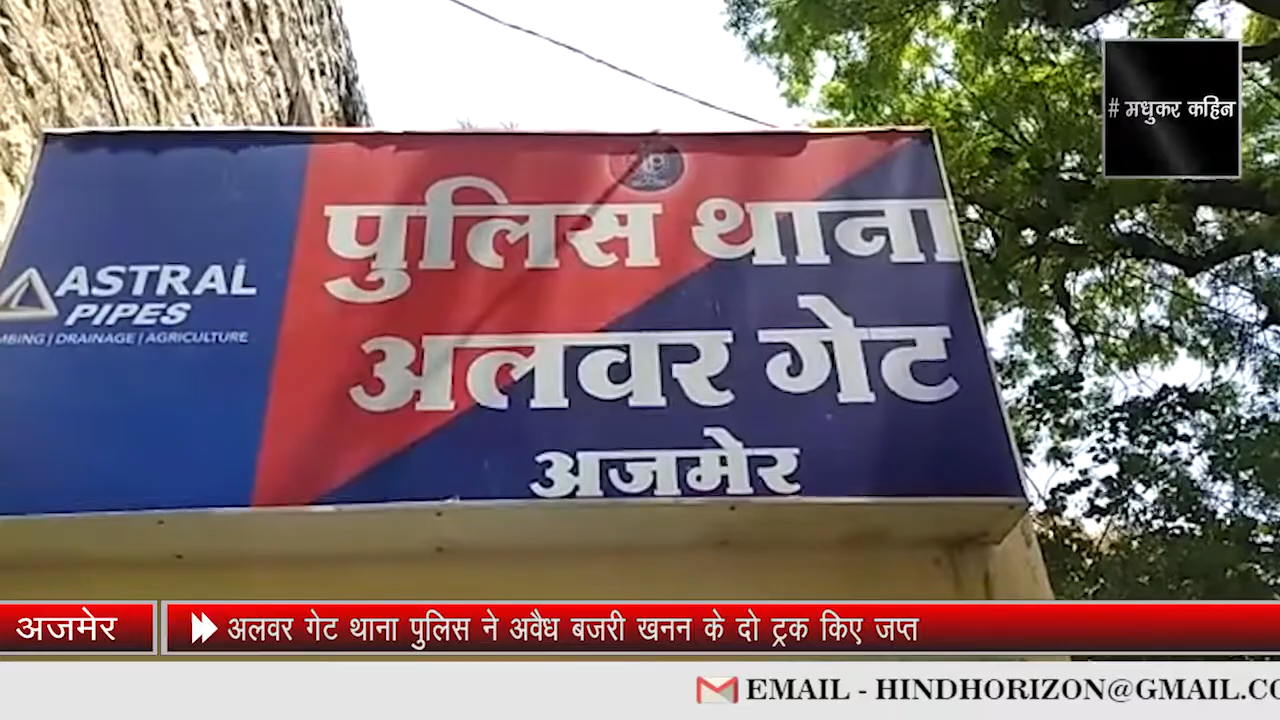 # मधुकर कहिन
पुलिस थाना
ASTRAL
PIPES
MBING | DRAINAGE | AGRICULTURE
अलवर गेट
अजमेर
अजमेर
अलवर गेट थाना पुलिस ने अवैध बजरी खनन के दो ट्रक किए जप्त
EMAIL - HINDHORIZON@GMAIL.CO